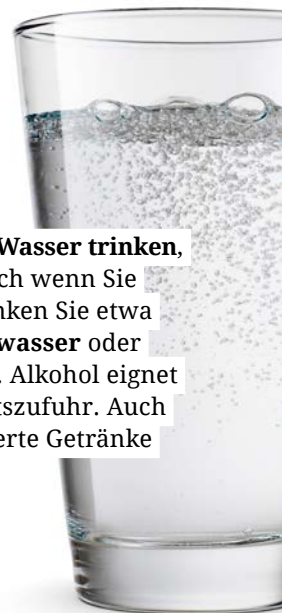 Wasser trinken,
ch wenn Sie
nken Sie etwa
wasser oder
. Alkohol eignet
tszufuhr. Auch
erte Getränke